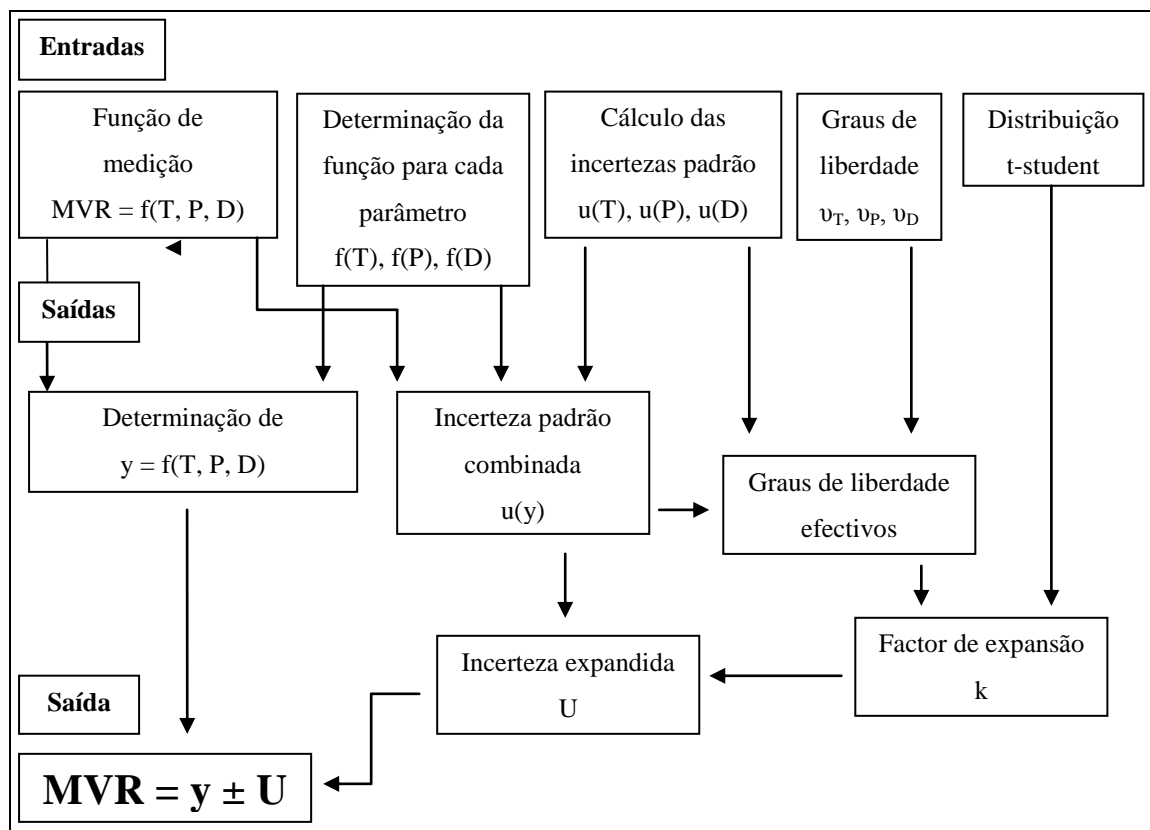 Entradas
Função de
medição
MVR = f(T, P, D)
Determinação da
função para cada
parâmetro
f(T), f(P), f(D)
Cálculo das
incertezas padrão
u(T), u(P), u(D)
Graus de
liberdade
υT, υP, υD
Distribuição
t-student
Saídas
Determinação de
y = f(T, P, D)
Incerteza padrão
combinada
u(y)
Graus de liberdade
efectivos
Incerteza expandida
U
Factor de expansão
k
Saída
MVR = y ± U